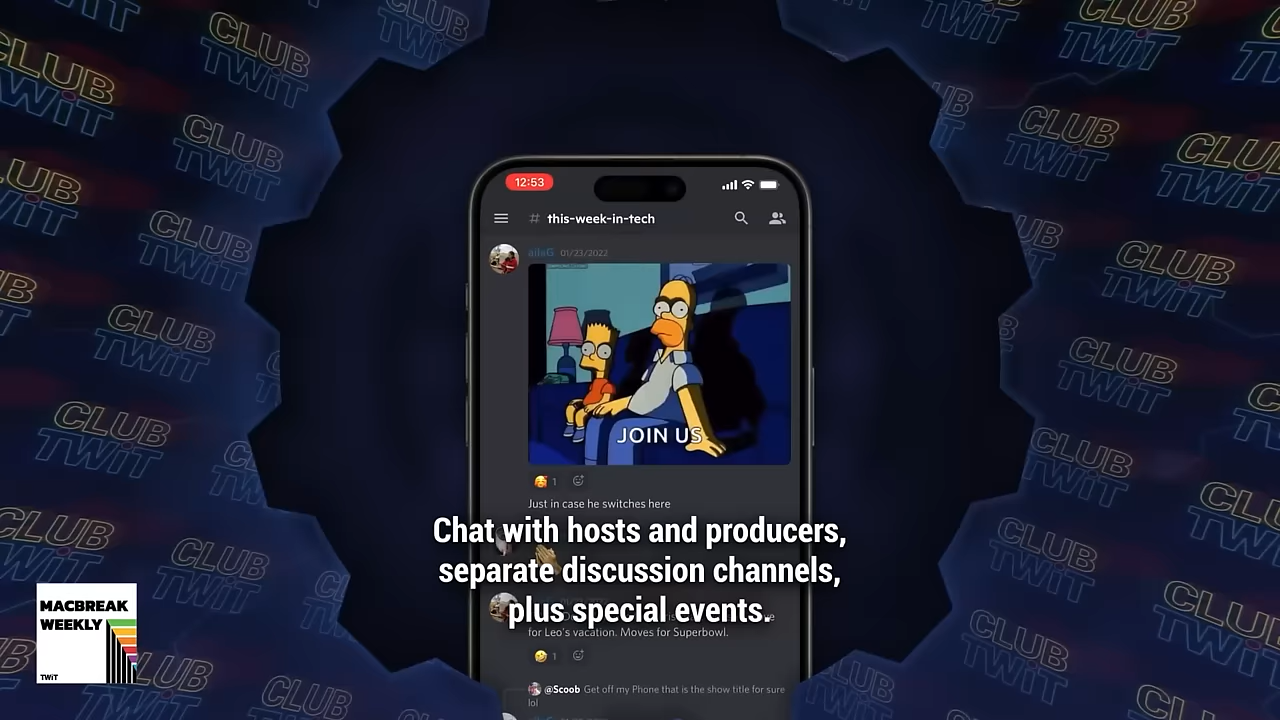 CLUB
TWiT
12:53
# this-week-in-tech
ailaG 01/23/2022
JOIN US
1
Just in case he switches here
Chat with hosts and producers,
separate discussion channels,
plus special events.
for Leo's vacation. Moves for Superbowl.
1
@Scoob Get off my Phone that is the show title for sure
lol
MACBREAK
WEEKLY
TWiT